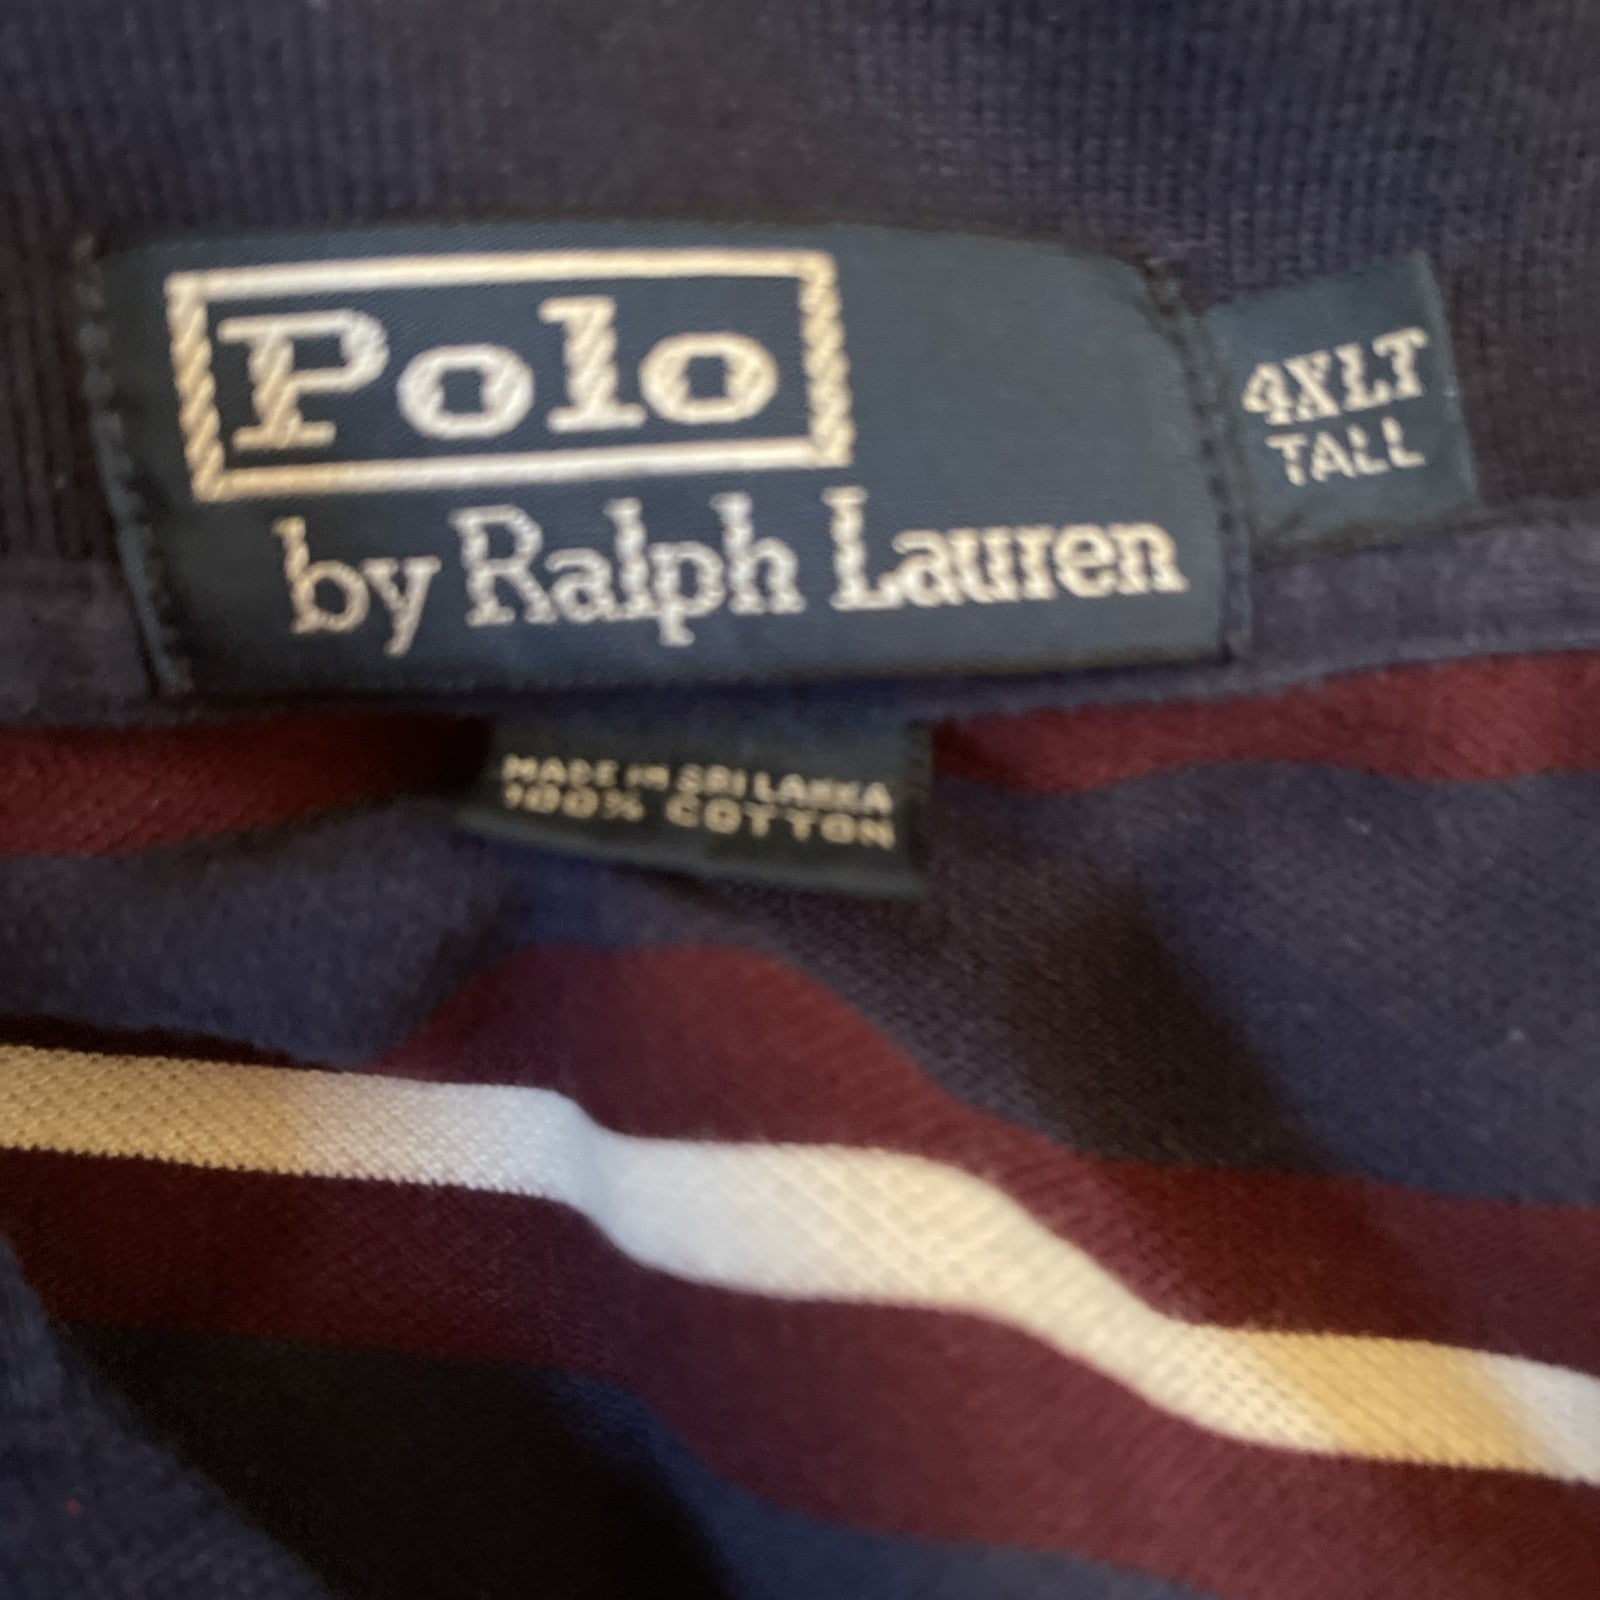 Polo
by Ralph Lauren
4XLT
TALL
MADE IN SRI LANKA
100% COTTON